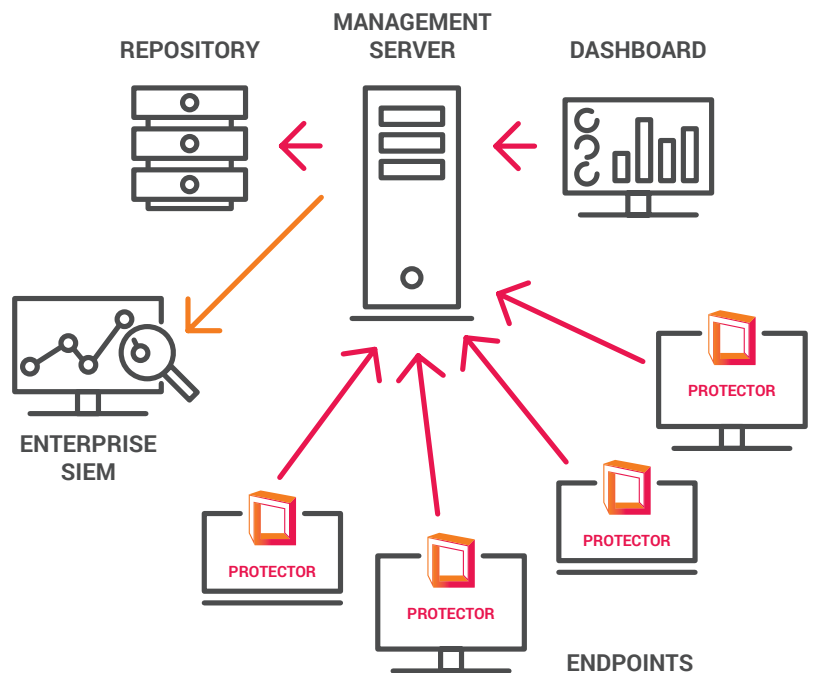 MANAGEMENT
SERVER
REPOSITORY
DASHBOARD
ENTERPRISE
SIEM
PROTECTOR
PROTECTOR
PROTECTOR
PROTECTOR
ENDPOINTS